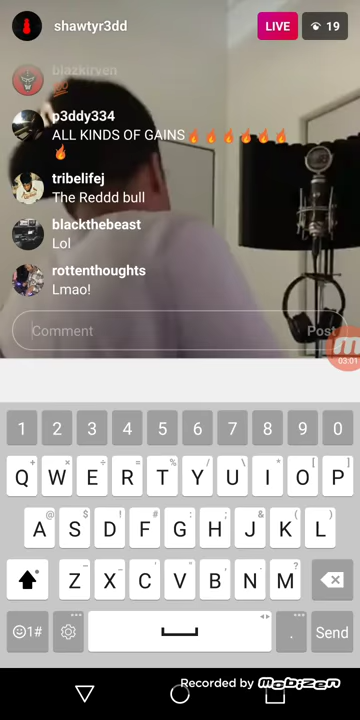 shawtyr3dd
LIVE
19
blazkirven
p3ddy334
ALL KINDS OF GAINS🔥🔥🔥🔥🔥🔥
🔥
tribelifej
The Reddd bull
blackthebeast
Lol
rottenthoughts
Lmao!
Comment Post
03:01
1 2 3 4 5 6 7 8 9 0
+ × ÷ = % / \ | [ ]
Q W E R T Y U I O P
@ $ ! # : ; & ( )
A S D F G H J K L
- _ " ' , ?
Z X C V B N M
1# . Send
Recorded by mobizen